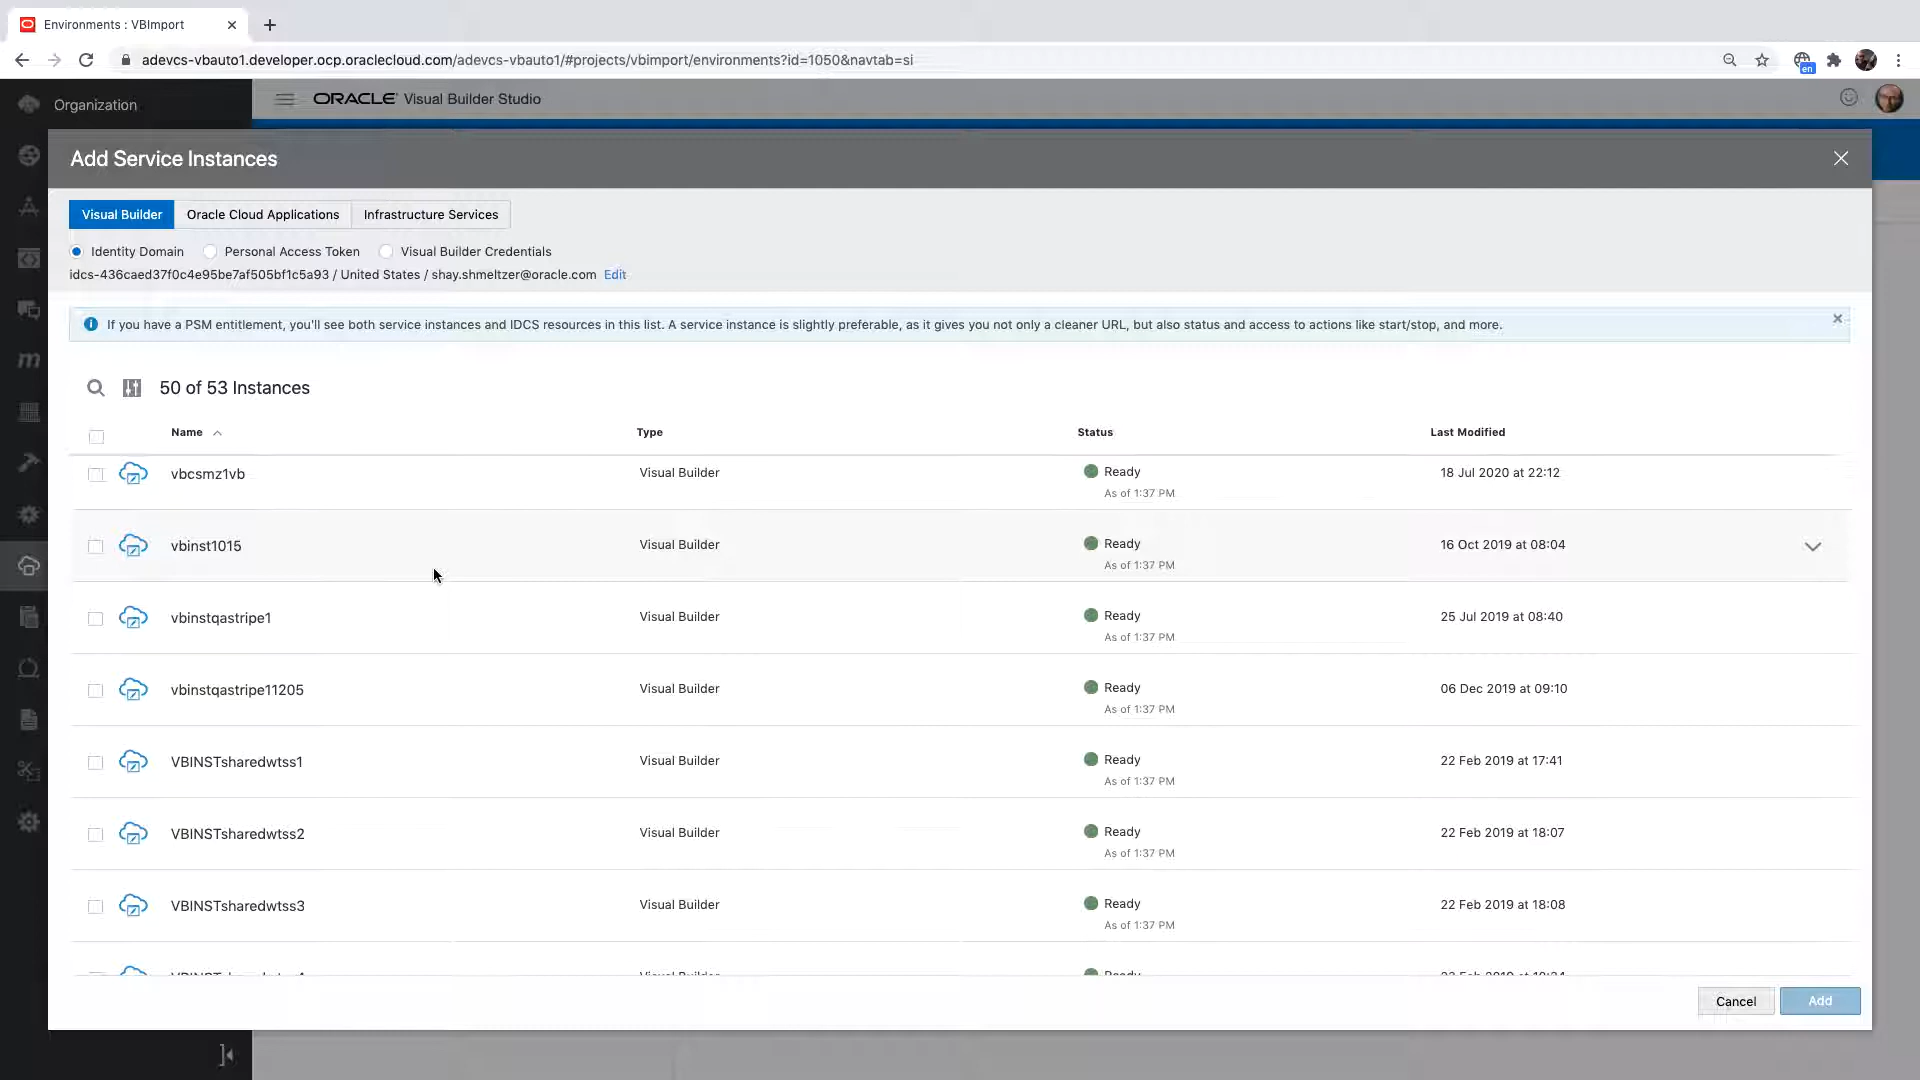 Environments : VBImport
adevcs-vbauto1.developer.ocp.oraclecloud.com/adevcs-vbauto1/#projects/vbimport/environments?id=1050&navtab=si
en
Organization
ORACLE Visual Builder Studio
Add Service Instances
Visual Builder Oracle Cloud Applications Infrastructure Services
Identity Domain Personal Access Token Visual Builder Credentials
idcs-436caed37f0c4e95be7af505bf1c5a93 / United States / shay.shmeltzer@oracle.com Edit
If you have a PSM entitlement, you'll see both service instances and IDCS resources in this list. A service instance is slightly preferable, as it gives you not only a cleaner URL, but also status and access to actions like start/stop, and more.
50 of 53 Instances
Name Type Status Last Modified
vbcsmz1vb Visual Builder Ready 18 Jul 2020 at 22:12
As of 1:37 PM
vbinst1015 Visual Builder Ready 16 Oct 2019 at 08:04
As of 1:37 PM
vbinstqastripe1 Visual Builder Ready 25 Jul 2019 at 08:40
As of 1:37 PM
vbinstqastripe11205 Visual Builder Ready 06 Dec 2019 at 09:10
As of 1:37 PM
VBINSTsharedwtss1 Visual Builder Ready 22 Feb 2019 at 17:41
As of 1:37 PM
VBINSTsharedwtss2 Visual Builder Ready 22 Feb 2019 at 18:07
As of 1:37 PM
VBINSTsharedwtss3 Visual Builder Ready 22 Feb 2019 at 18:08
As of 1:37 PM
Visual Builder Ready
Cancel Add